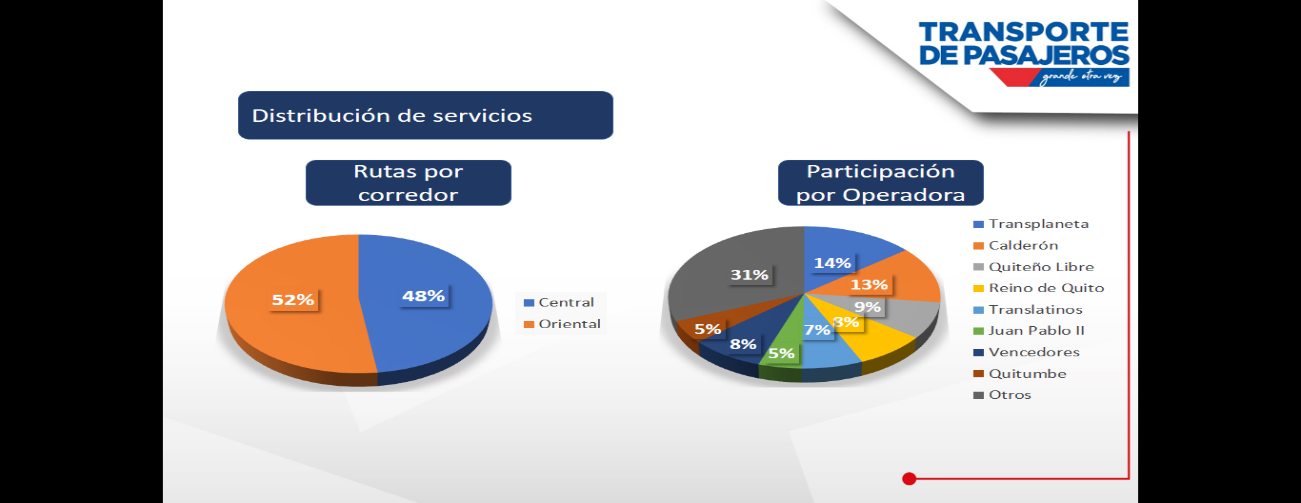 TRANSPORTE
DE PASAJEROS
grande otra vez
Distribución de servicios
Rutas por
corredor
52%
48%
Central
Oriental
Participación
por Operadora
14%
13%
9%
8%
7%
5%
8%
5%
31%
Transplaneta
Calderón
Quiteño Libre
Reino de Quito
Translatinos
Juan Pablo II
Vencedores
Quitumbe
Otros